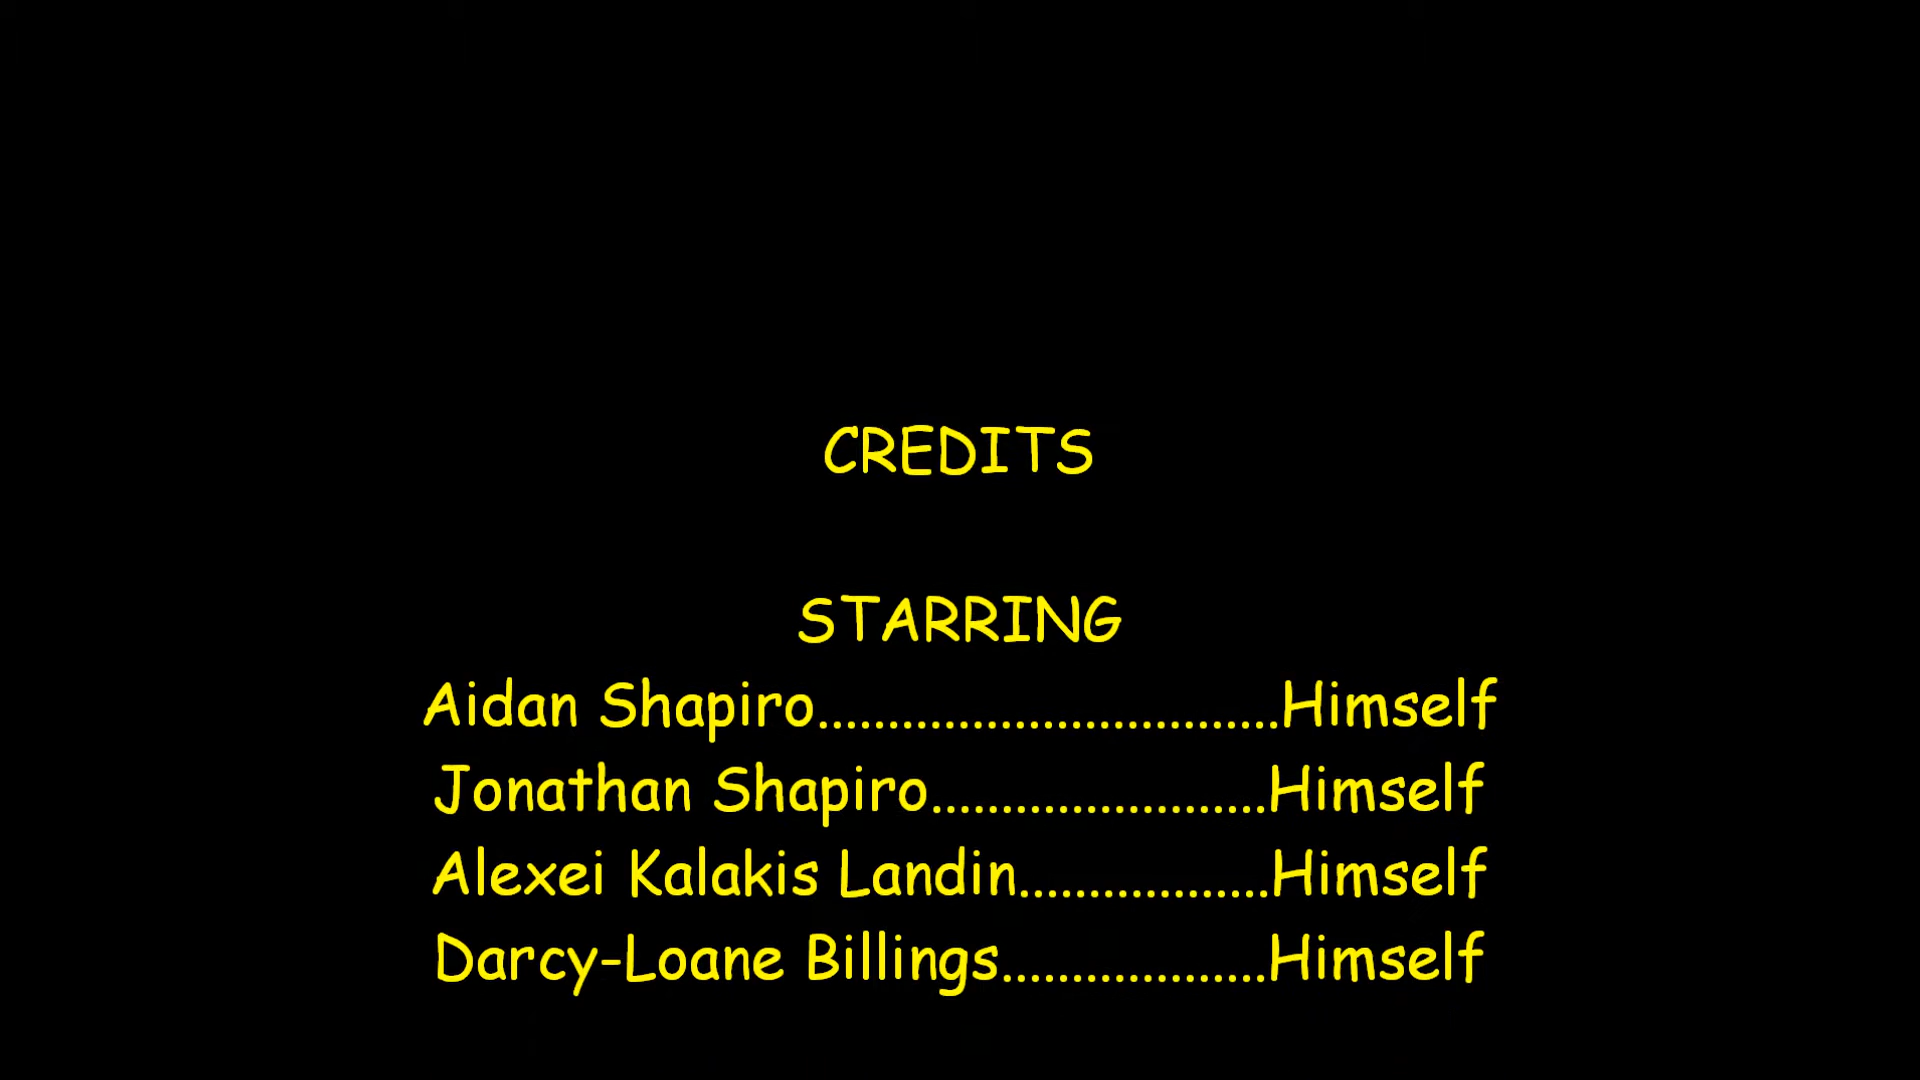 CREDITS
STARRING
Aidan Shapiro.................................Himself
Jonathan Shapiro........................Himself
Alexei Kalakis Landin..................Himself
Darcy-Loane Billings...................Himself